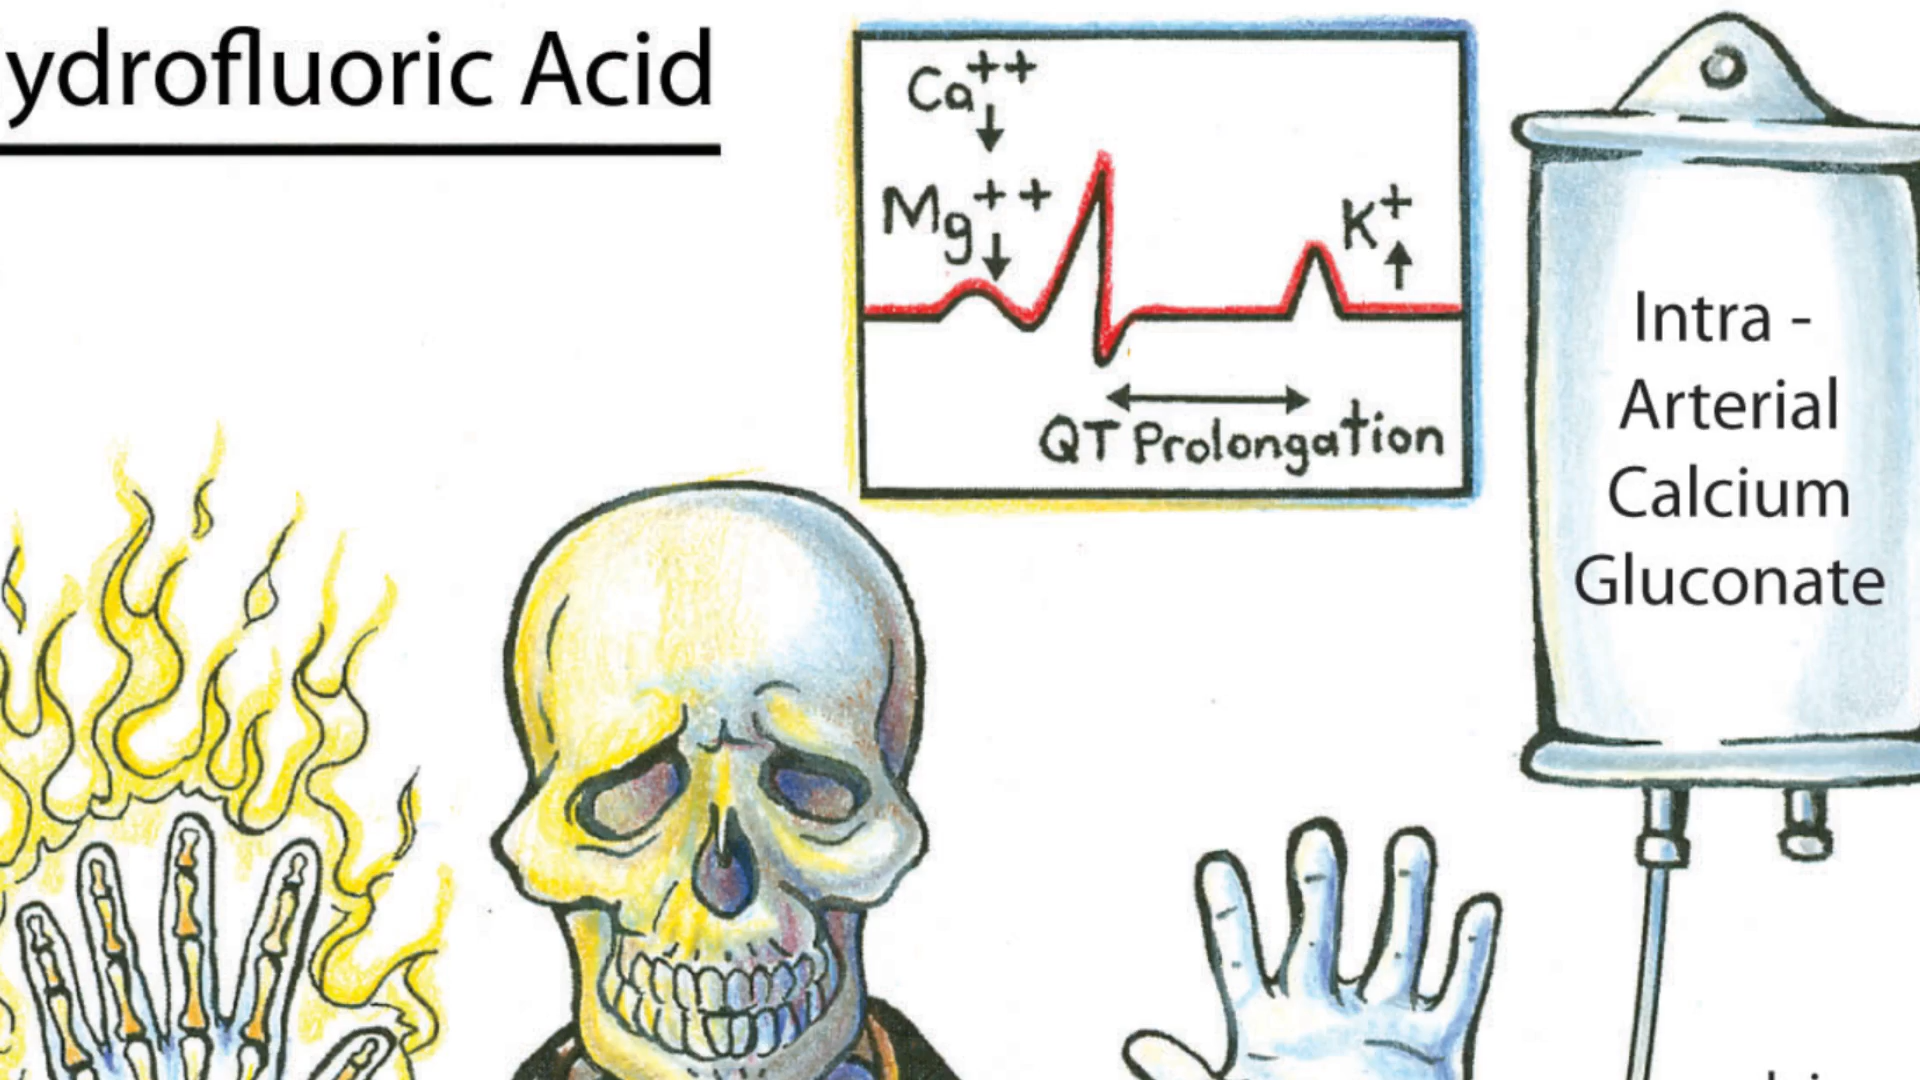 ydrofluoric Acid
Ca++
↓
Mg++
↓
K+
↑
QT Prolongation
Intra -
Arterial
Calcium
Gluconate